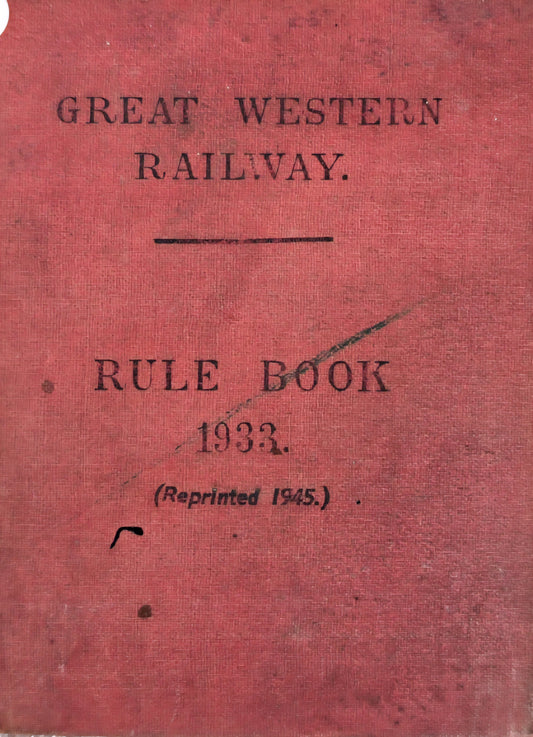 GREAT WESTERN
RAILWAY.
RULE BOOK
1933.
(Reprinted 1945.)